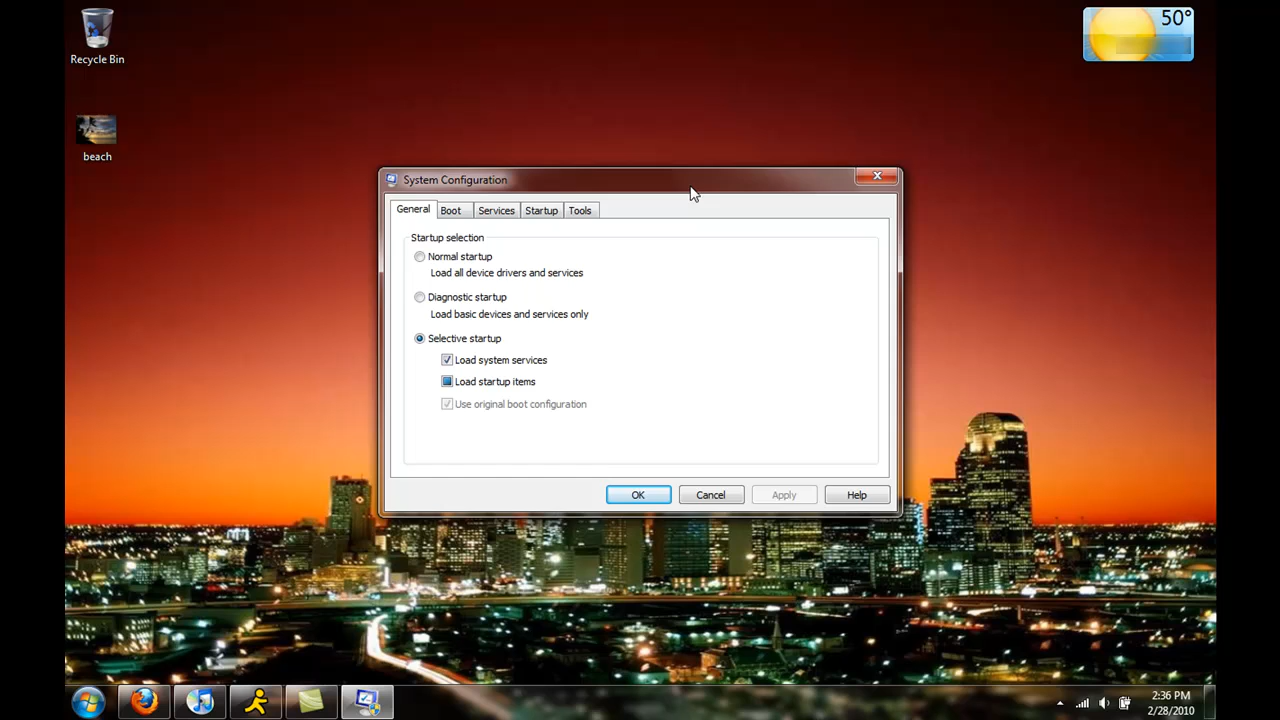 Recycle Bin
50°
beach
System Configuration
General Boot Services Startup Tools
Startup selection
Normal startup
Load all device drivers and services
Diagnostic startup
Load basic devices and services only
Selective startup
Load system services
Load startup items
Use original boot configuration
OK Cancel Apply Help
2:36 PM
2/28/2010